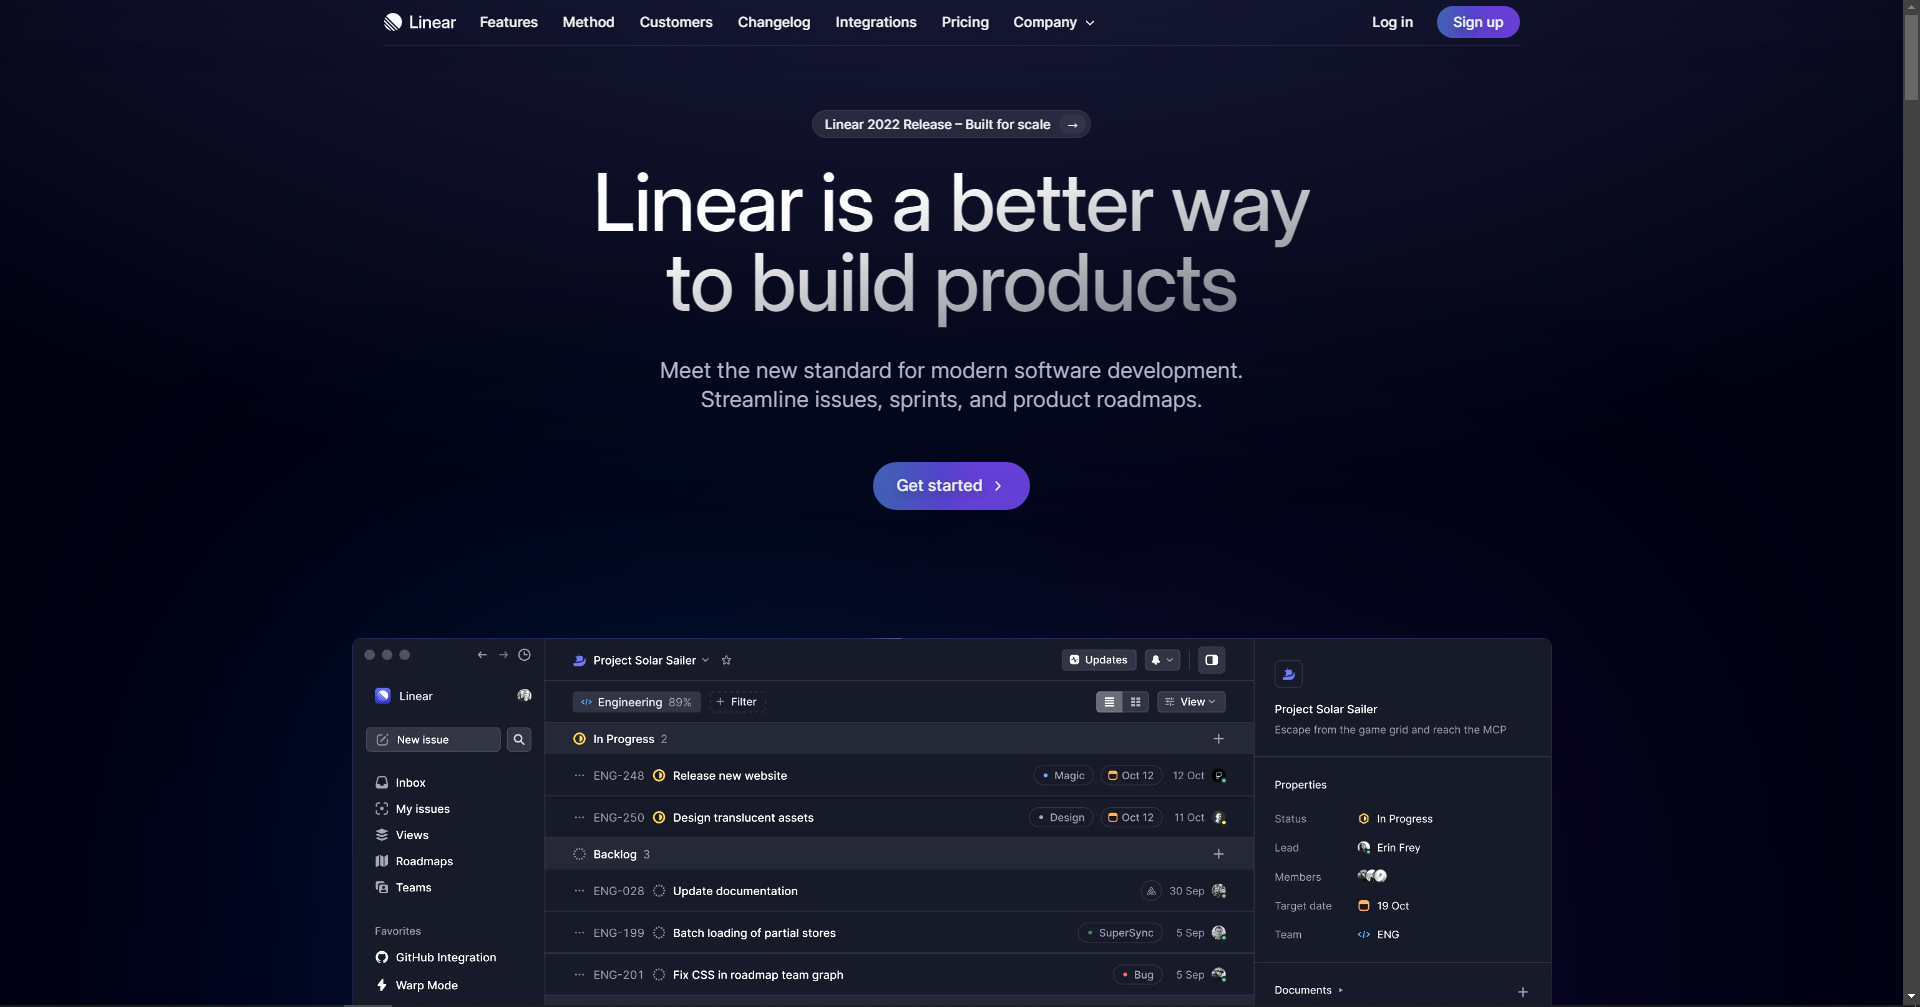 Linear Features Method Customers Changelog Integrations Pricing Company Log in Sign up
Linear 2022 Release – Built for scale →
Linear is a better way
to build products
Meet the new standard for modern software development.
Streamline issues, sprints, and product roadmaps.
Get started
Linear
New issue
Inbox
My issues
Views
Roadmaps
Teams
Favorites
GitHub Integration
Warp Mode
Project Solar Sailer Updates
Engineering 89% + Filter View
In Progress 2
ENG-248 Release new website Magic Oct 12 12 Oct
ENG-250 Design translucent assets Design Oct 12 11 Oct
Backlog 3
ENG-028 Update documentation 30 Sep
ENG-199 Batch loading of partial stores SuperSync 5 Sep
ENG-201 Fix CSS in roadmap team graph Bug 5 Sep
Project Solar Sailer
Escape from the game grid and reach the MCP
Properties
Status In Progress
Lead Erin Frey
Members
Target date 19 Oct
Team ENG
Documents